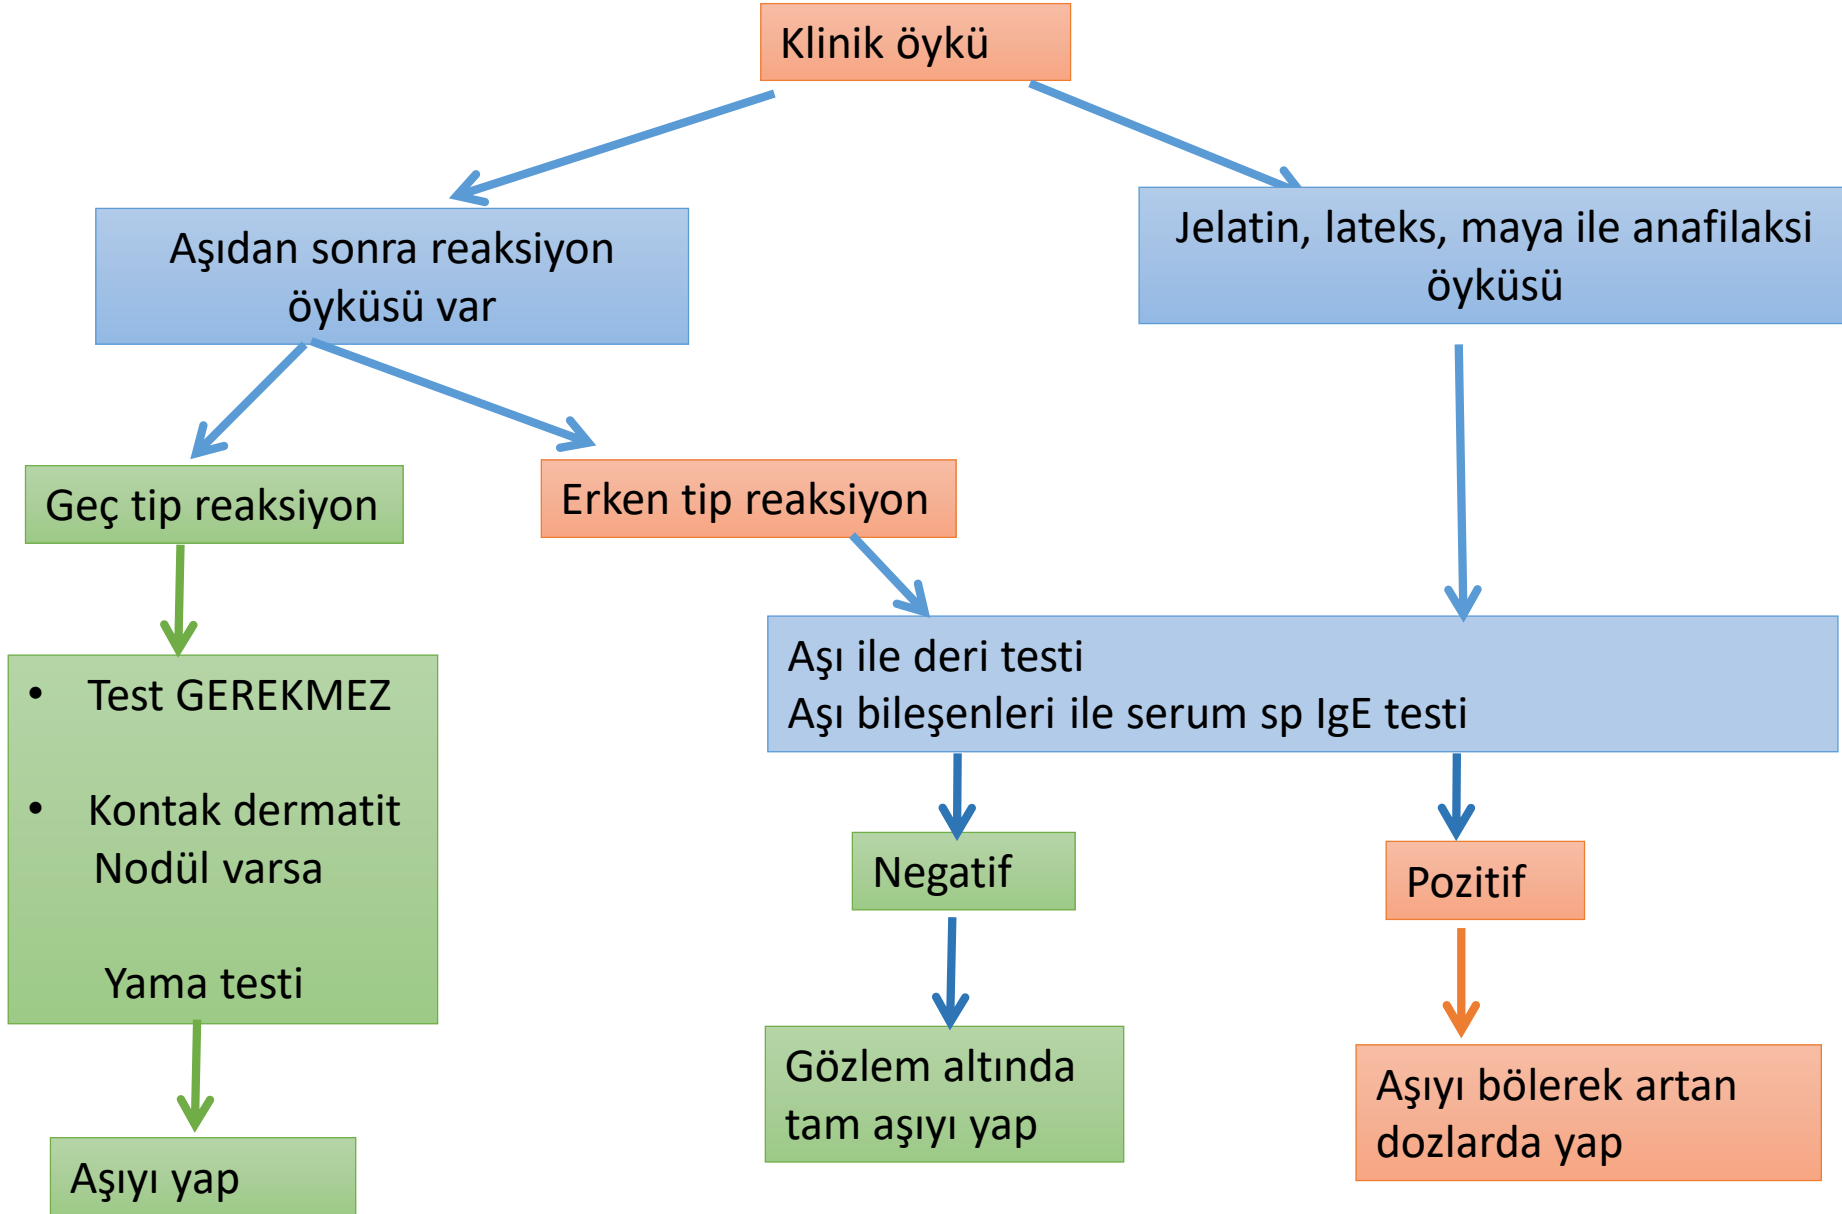 Klinik öykü
Aşıdan sonra reaksiyon
öyküsü var
Jelatin, lateks, maya ile anafilaksi
öyküsü
Geç tip reaksiyon
Erken tip reaksiyon
• Test GEREKMEZ
• Kontak dermatit
Nodül varsa
Yama testi
Aşıyı yap
Aşı ile deri testi
Aşı bileşenleri ile serum sp IgE testi
Negatif
Pozitif
Gözlem altında
tam aşıyı yap
Aşıyı bölerek artan
dozlarda yap